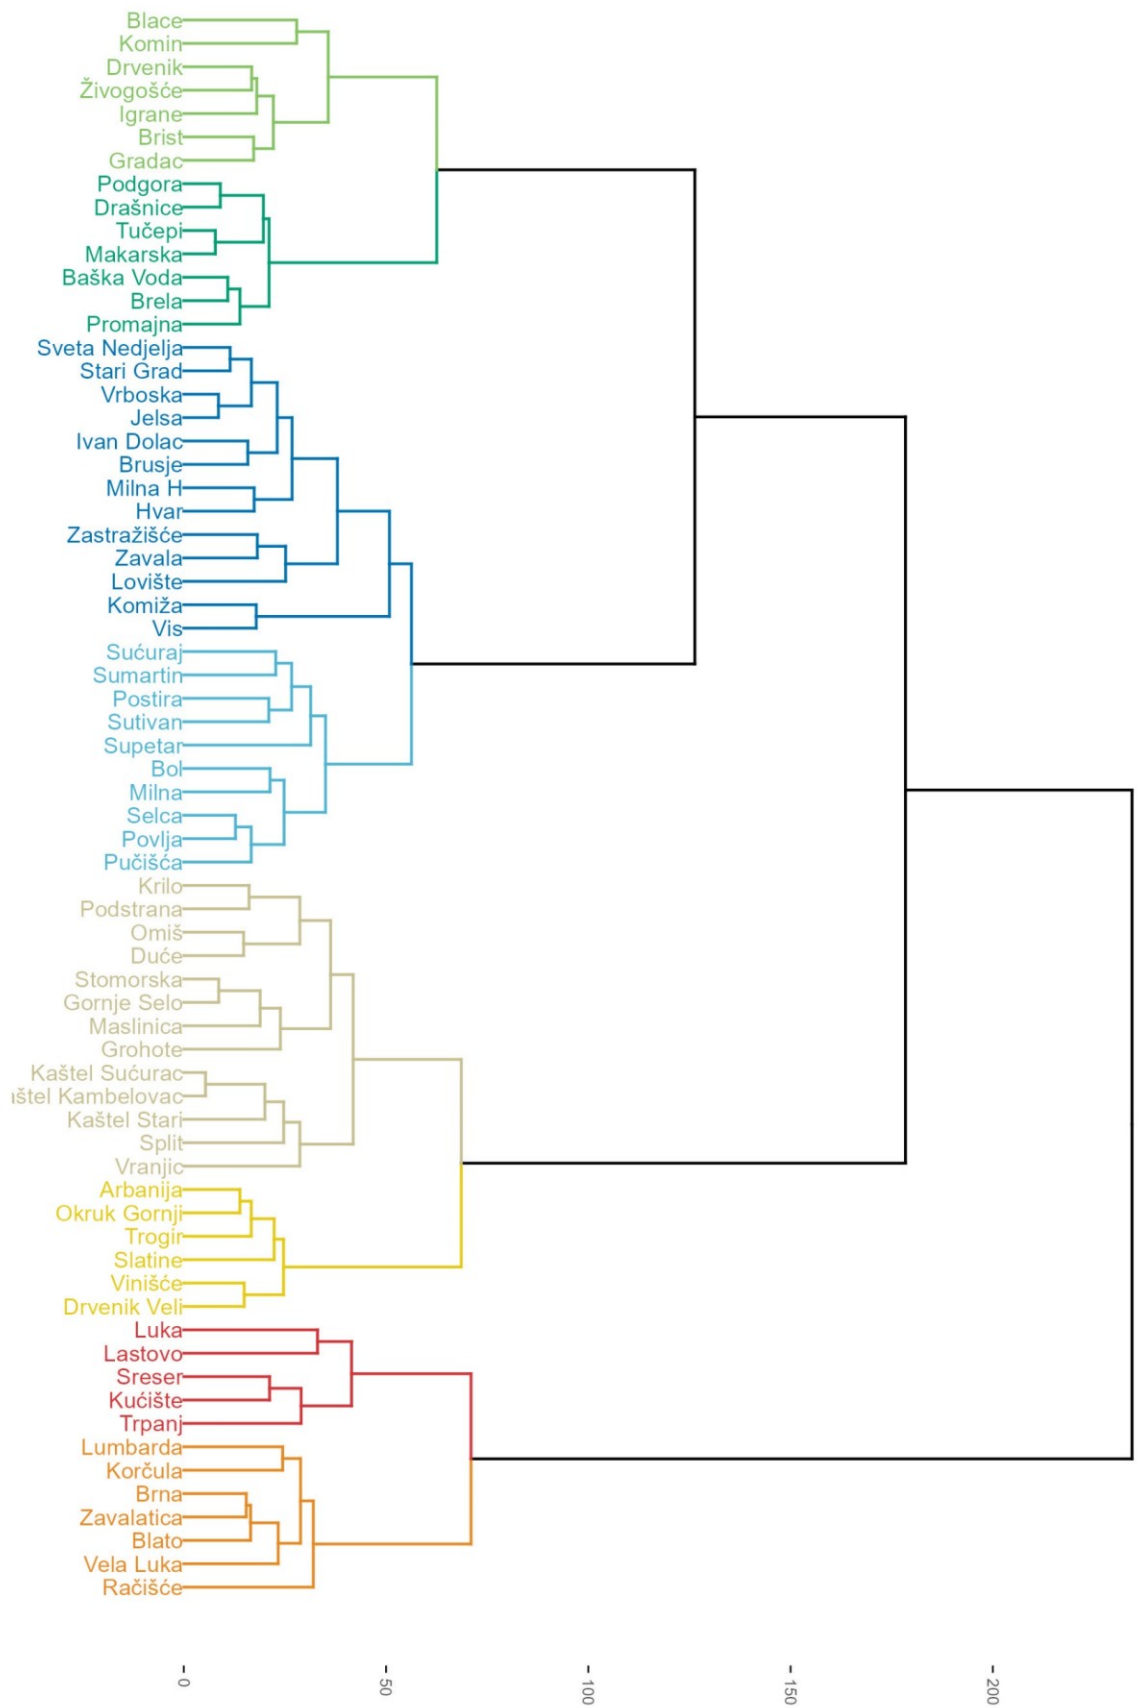 Blace
Komin
Drvenik
Živogošće
Igrane
Brist
Gradac
Podgora
Drašnice
Tučepi
Makarska
Baška Voda
Brela
Promajna
Sveta Nedjelja
Stari Grad
Vrboska
Jelsa
Ivan Dolac
Brusje
Milna H
Hvar
Zastražišće
Zavala
Lovište
Komiža
Vis
Sućuraj
Sumartin
Postira
Sutivan
Supetar
Bol
Milna
Selca
Povlja
Pučišća
Krilo
Podstrana
Omiš
Duće
Stomorska
Gornje Selo
Maslinica
Grohote
Kaštel Sućurac
štel Kambelovac
Kaštel Stari
Split
Vranjic
Arbanija
Okruk Gornji
Trogir
Slatine
Vinišće
Drvenik Veli
Luka
Lastovo
Sreser
Kućište
Trpanj
Lumbarda
Korčula
Brna
Zavalatica
Blato
Vela Luka
Račišće
0 50 100 150 200